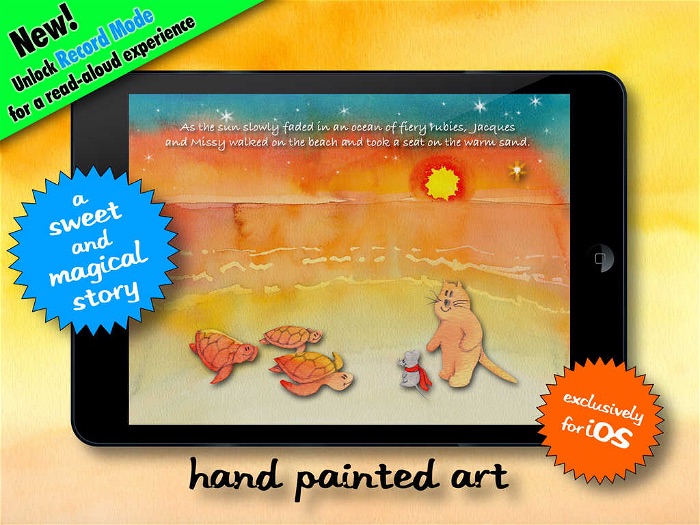 New!
Unlock Record Mode
for a read-aloud experience
As the sun slowly faded in an ocean of fiery rubies, Jacques
and Missy walked on the beach and took a seat on the warm sand.
a
sweet
and
magical
story
exclusively
for iOS
hand painted art